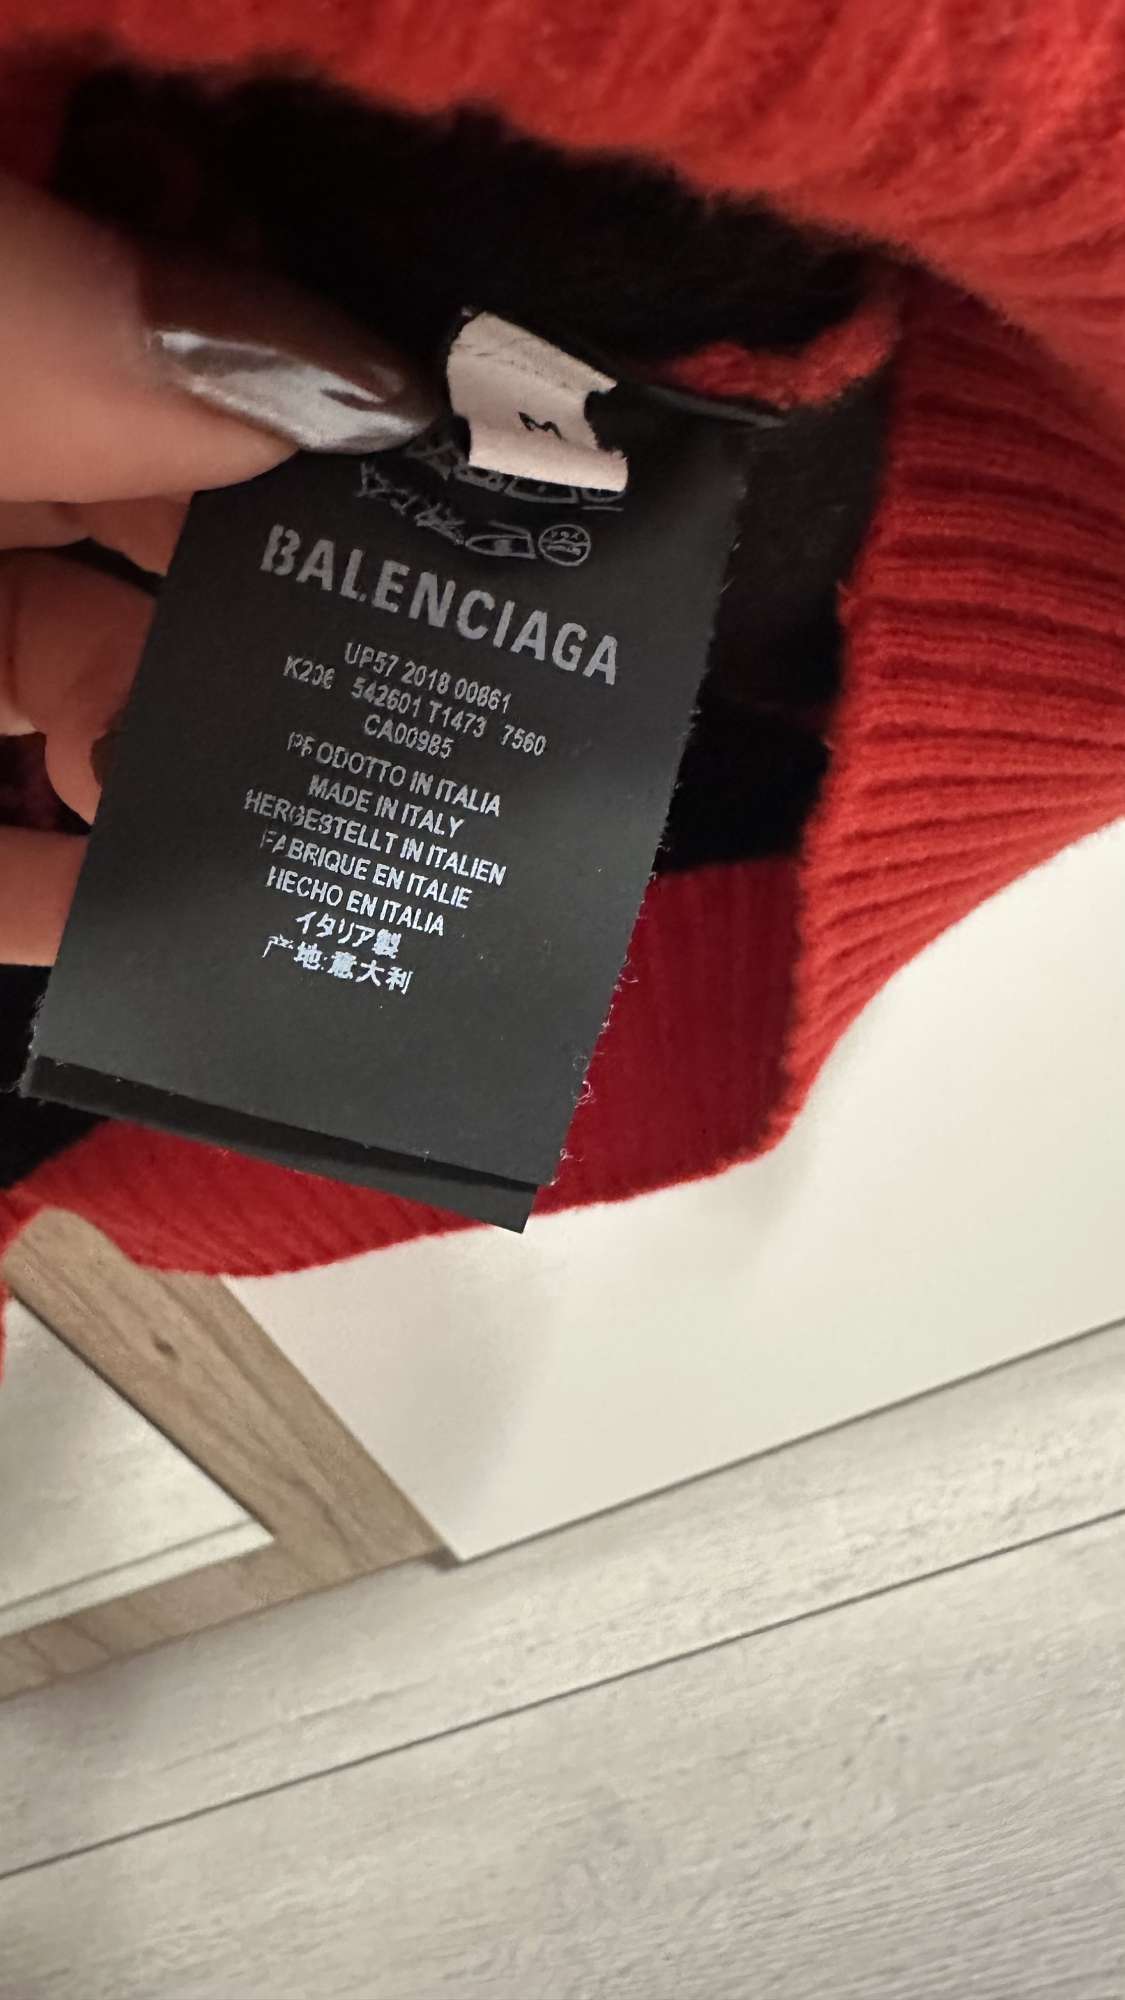 M
BALENCIAGA
UP57 2018 00861
K206 542601 T1473 7560
CA00985
PRODOTTO IN ITALIA
MADE IN ITALY
HERGESTELLT IN ITALIEN
FABRIQUE EN ITALIE
HECHO EN ITALIA
イタリア製
产地:意大利